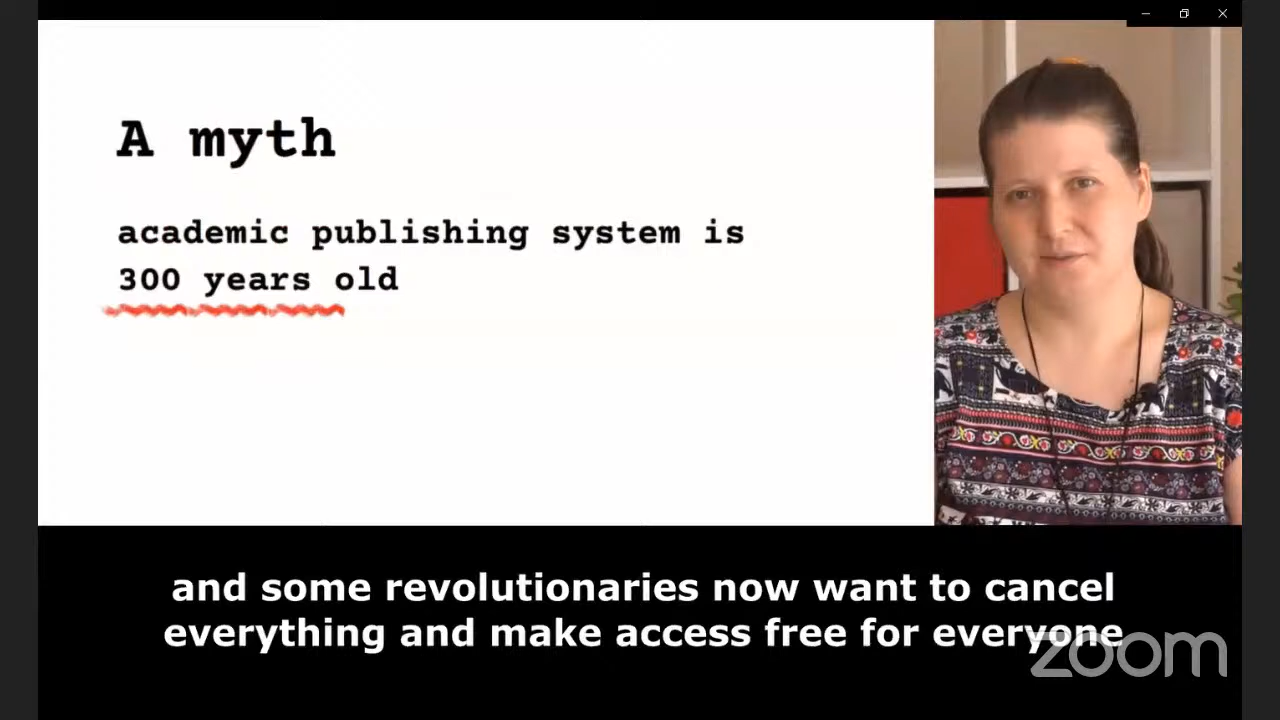 A myth
academic publishing system is
300 years old
and some revolutionaries now want to cancel
everything and make access free for everyone
zoom